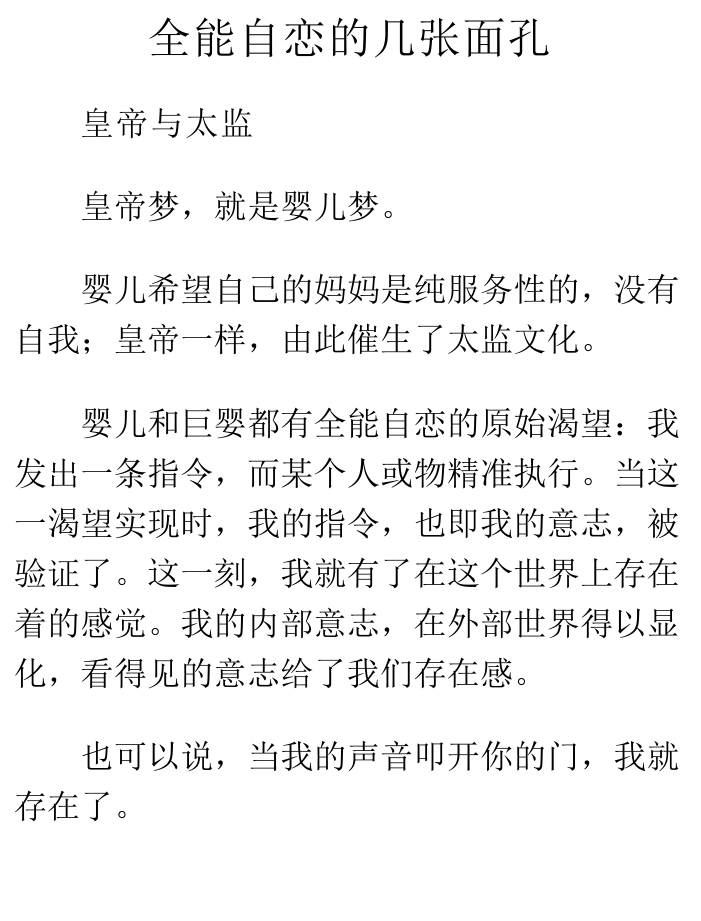 全能自恋的几张面孔
皇帝与太监
皇帝梦，就是婴儿梦。
婴儿希望自己的妈妈是纯服务性的，没有
自我；皇帝一样，由此催生了太监文化。
婴儿和巨婴都有全能自恋的原始渴望：我
发出一条指令，而某个人或物精准执行。当这
一渴望实现时，我的指令，也即我的意志，被
验证了。这一刻，我就有了在这个世界上存在
着的感觉。我的内部意志，在外部世界得以显
化，看得见的意志给了我们存在感。
也可以说，当我的声音叩开你的门，我就
存在了。